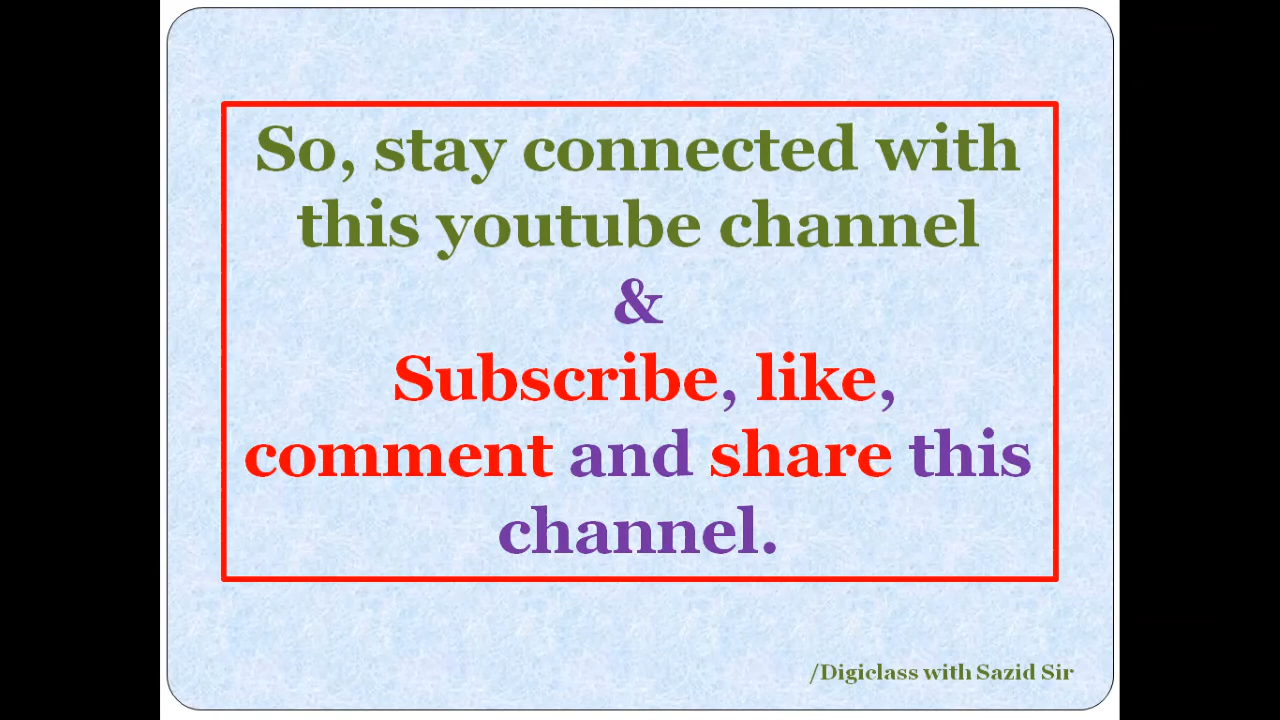 So, stay connected with
this youtube channel
&
Subscribe, like,
comment and share this
channel.
/Digiclass with Sazid Sir